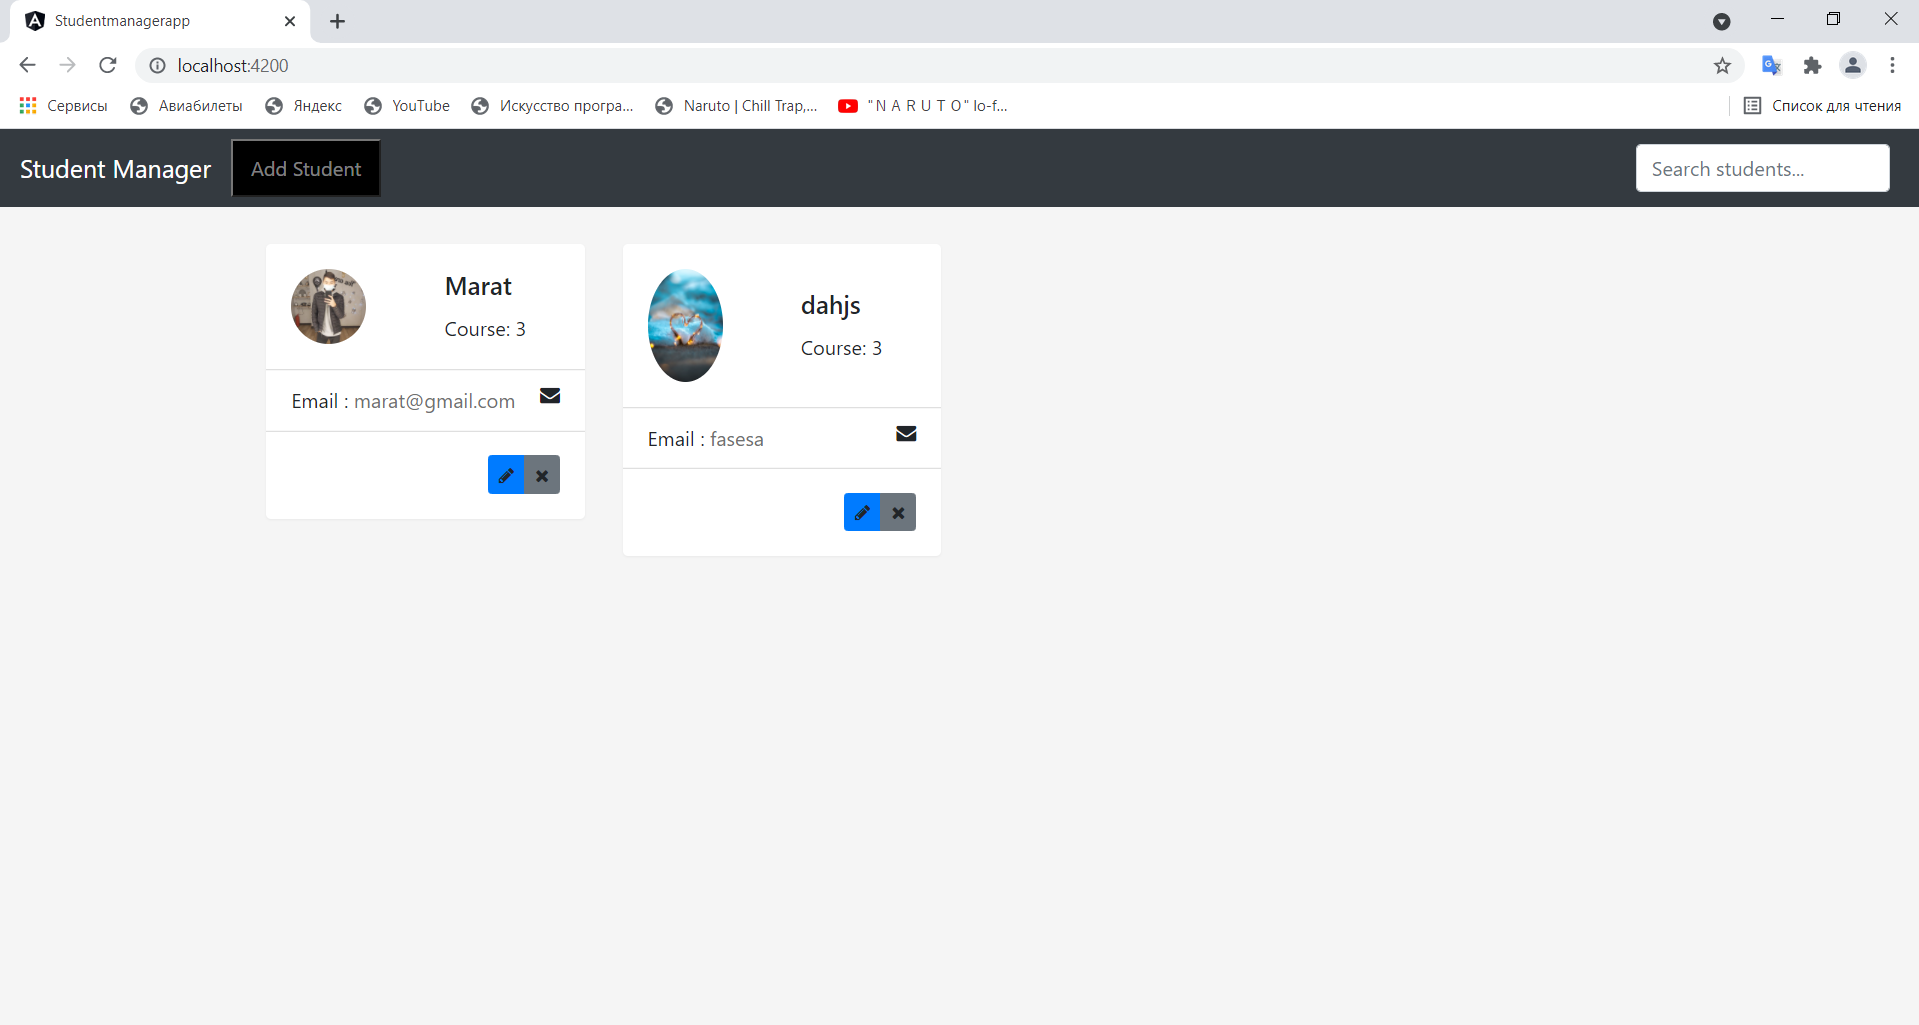 Studentmanagerapp
localhost:4200
Сервисы Авиабилеты Яндекс YouTube Искусство програ... Naruto | Chill Trap,... "N A R U T O" lo-f... Список для чтения
Student Manager Add Student Search students...
Marat
Course: 3
Email : marat@gmail.com
dahjs
Course: 3
Email : fasesa